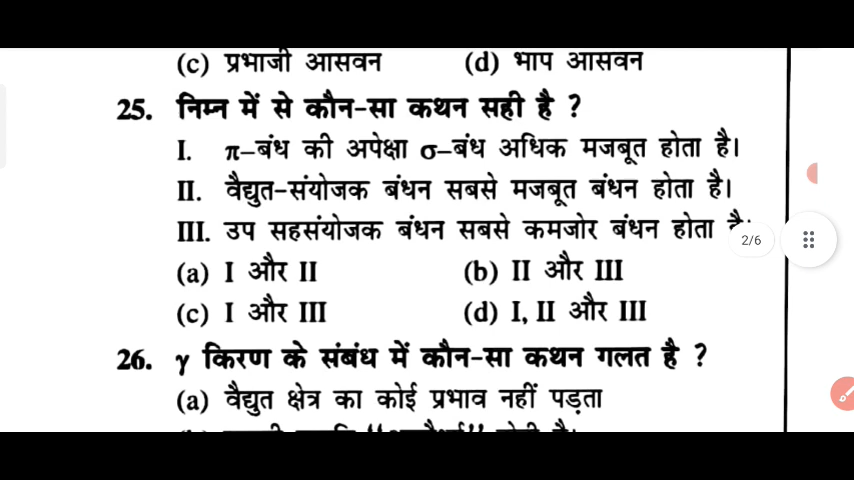 (c) प्रभाजी आसवन (d) भाप आसवन
25. निम्न में से कौन-सा कथन सही है ?
I. π–बंध की अपेक्षा σ–बंध अधिक मजबूत होता है।
II. वैद्युत-संयोजक बंधन सबसे मजबूत बंधन होता है।
III. उप सहसंयोजक बंधन सबसे कमजोर बंधन होता है।
2/6
(a) I और II (b) II और III
(c) I और III (d) I, II और III
26. γ किरण के संबंध में कौन-सा कथन गलत है ?
(a) वैद्युत क्षेत्र का कोई प्रभाव नहीं पड़ता